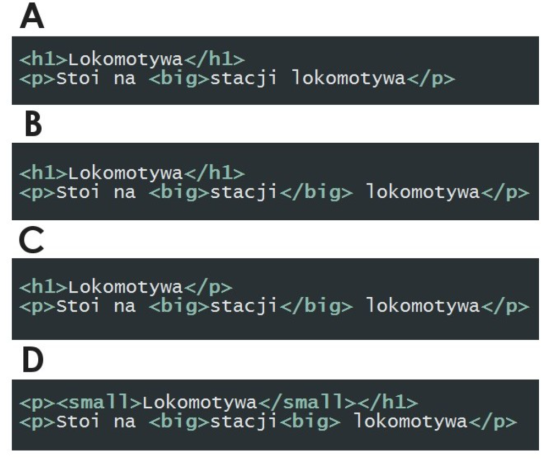 A
<h1>Lokomotywa</h1>
<p>Stoi na <big>stacji lokomotywa</p>
B
<h1>Lokomotywa</h1>
<p>Stoi na <big>stacji</big> lokomotywa</p>
C
<h1>Lokomotywa</p>
<p>Stoi na <big>stacji</big> lokomotywa</p>
D
<p><small>Lokomotywa</small></h1>
<p>Stoi na <big>stacji<big> lokomotywa</p>